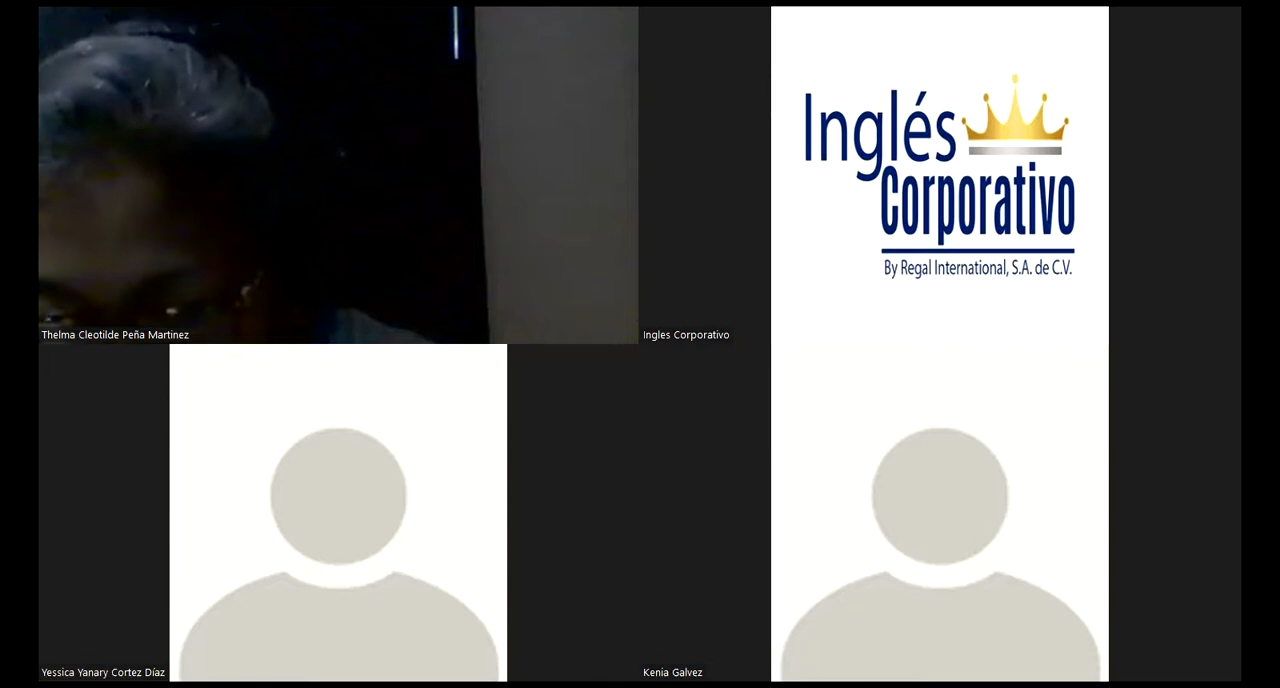 Inglés
Corporativo
By Regal International, S.A. de C.V.
Thelma Cleotilde Peña Martinez
Ingles Corporativo
Yessica Yanary Cortez Díaz
Kenia Galvez